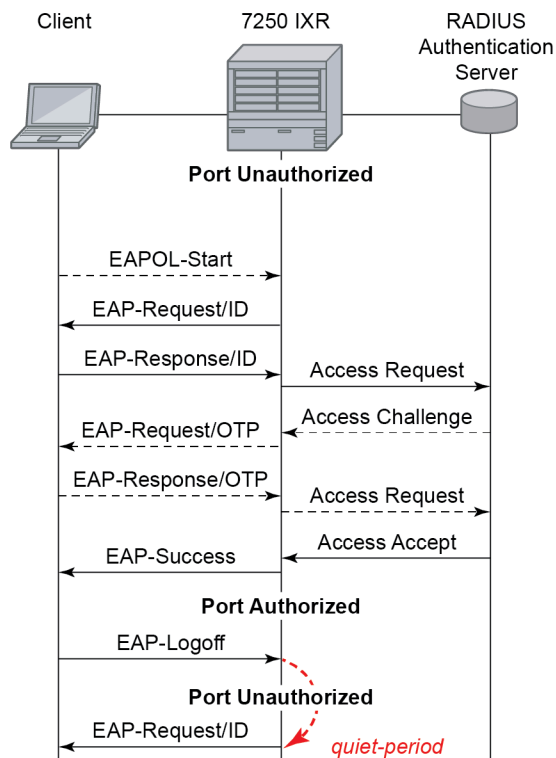 Client
7250 IXR
RADIUS
Authentication
Server
Port Unauthorized
EAPOL-Start
EAP-Request/ID
EAP-Response/ID
Access Request
Access Challenge
EAP-Request/OTP
EAP-Response/OTP
Access Request
Access Accept
EAP-Success
Port Authorized
EAP-Logoff
Port Unauthorized
EAP-Request/ID
quiet-period